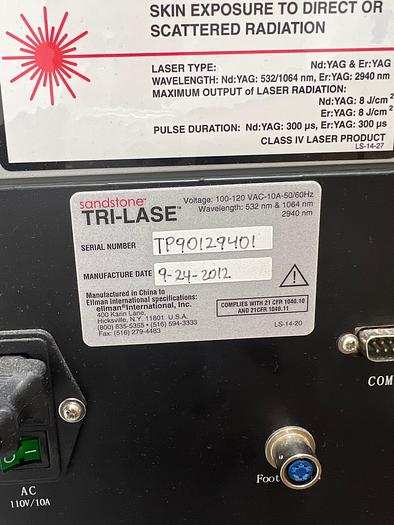 SKIN EXPOSURE TO DIRECT OR
SCATTERED RADIATION
LASER TYPE: Nd:YAG & Er:YAG
WAVELENGTH: Nd:YAG: 532/1064 nm, Er:YAG: 2940 nm
MAXIMUM OUTPUT of LASER RADIATION:
Nd:YAG: 8 J/cm2
Er:YAG: 8 J/cm2
PULSE DURATION: Nd:YAG: 300 µs, Er:YAG: 300 µs
CLASS IV LASER PRODUCT
LS-14-27
sandstone™
TRI-LASE™
Voltage: 100-120 VAC-10A-50/60Hz
Wavelength: 532 nm & 1064 nm
2940 nm
SERIAL NUMBER TP90129401
MANUFACTURE DATE 9-24-2012
Manufactured in China to
Ellman International specifications:
ellman®International, Inc.
400 Karin Lane,
Hicksville, N.Y. 11801 U.S.A.
(800) 835-5355 • (516) 594-3333
Fax: (516) 279-4483
COMPLIES WITH 21 CFR 1040.10
AND 21CFR 1040.11
LS-14-20
COM
Foot
AC
110V/10A